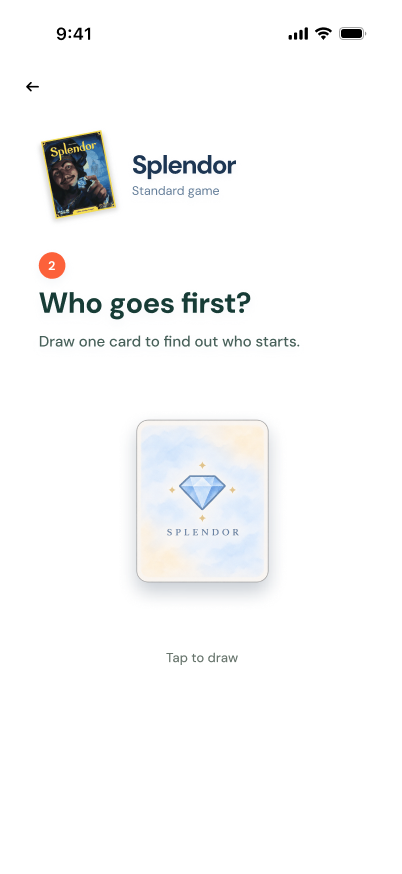 9:41
Splendor
Splendor
Standard game
2
Who goes first?
Draw one card to find out who starts.
SPLENDOR
Tap to draw